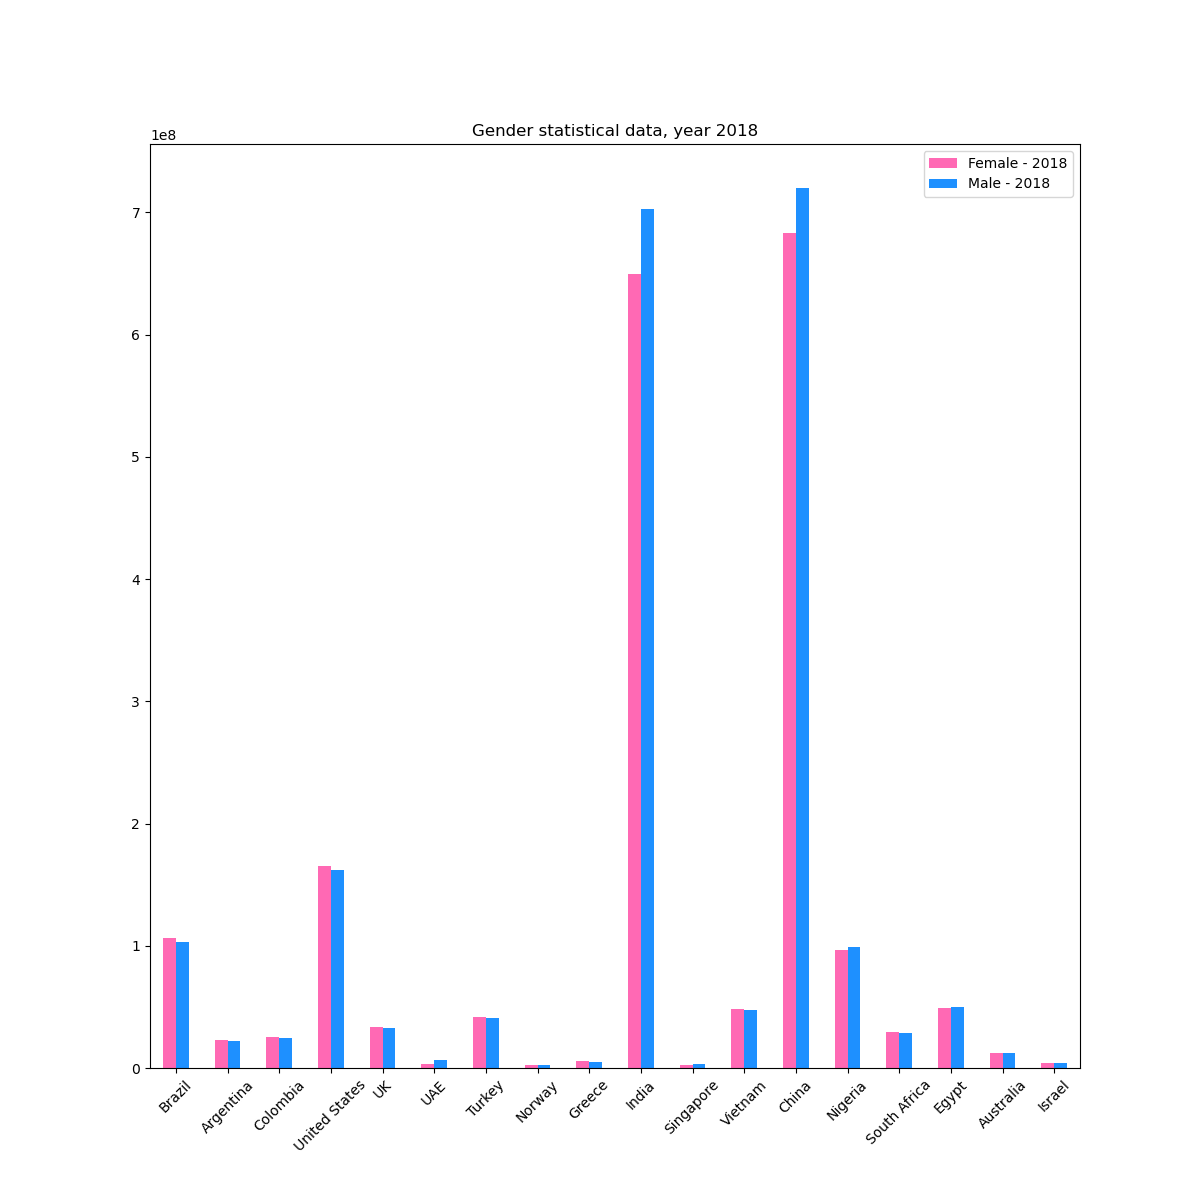 Gender statistical data, year 2018
1e8
Female - 2018
Male - 2018
7
6
5
4
3
2
1
0
Brazil
Argentina
Colombia
United States
UK
UAE
Turkey
Norway
Greece
India
Singapore
Vietnam
China
Nigeria
South Africa
Egypt
Australia
Israel